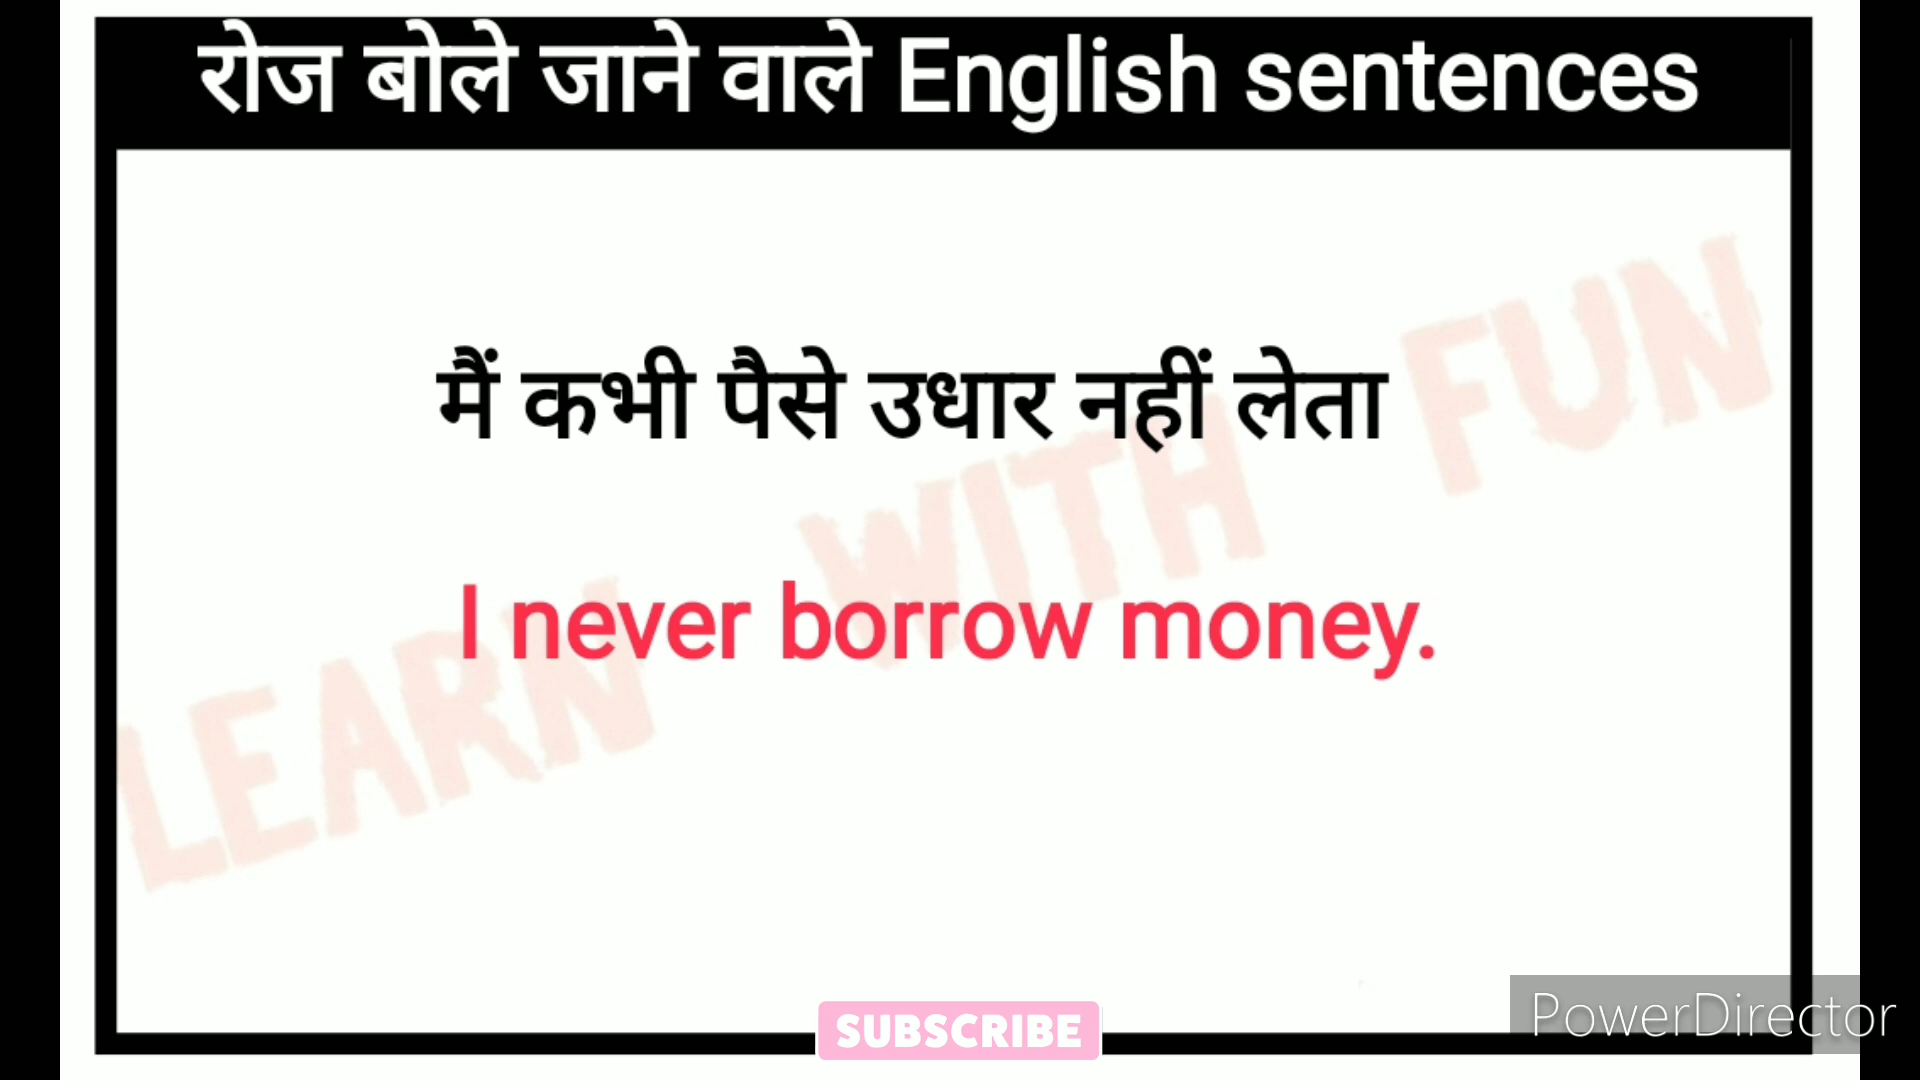 रोज बोले जाने वाले English sentences
मैं कभी पैसे उधार नहीं लेता
I never borrow money.
LEARN WITH FUN
SUBSCRIBE
PowerDirector